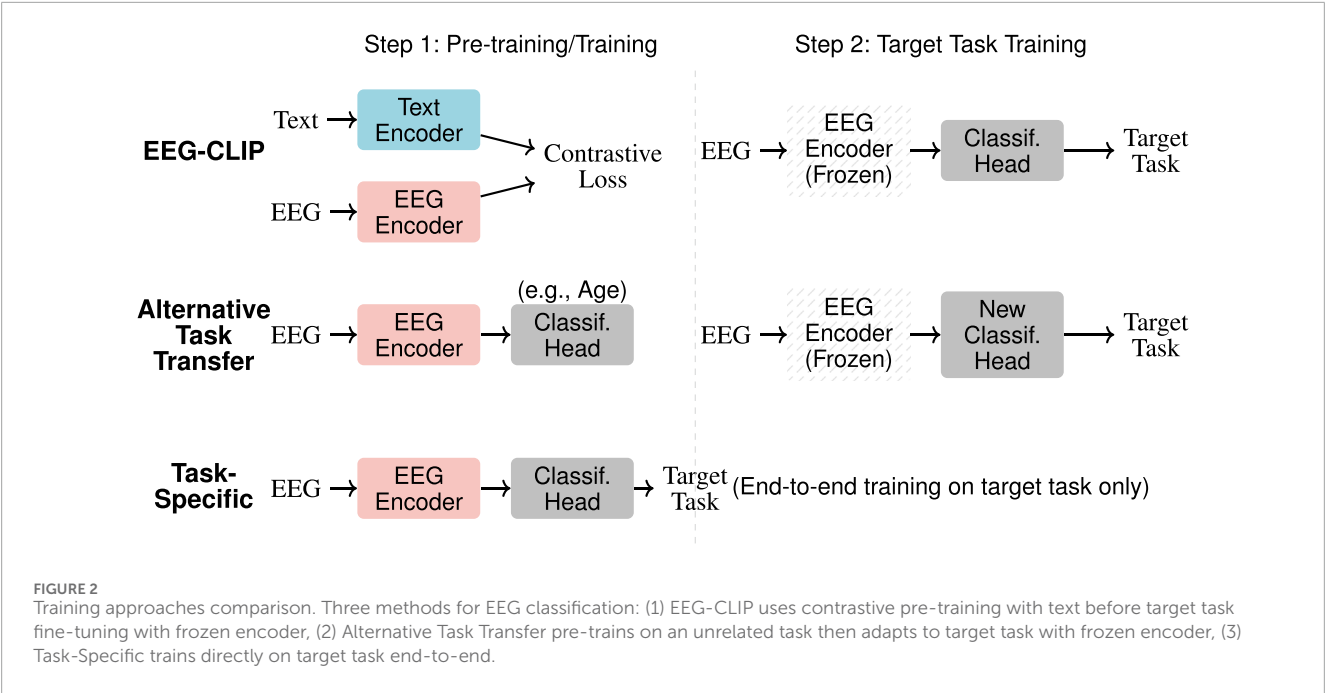 Step 1: Pre-training/Training
Step 2: Target Task Training
EEG-CLIP
Text
Text
Encoder
EEG
EEG
Encoder
Contrastive
Loss
EEG
EEG
Encoder
(Frozen)
Classif.
Head
Target
Task
Alternative
Task
Transfer
EEG
EEG
Encoder
(e.g., Age)
Classif.
Head
EEG
EEG
Encoder
(Frozen)
New
Classif.
Head
Target
Task
Task-
Specific
EEG
EEG
Encoder
Classif.
Head
Target
Task
(End-to-end training on target task only)
FIGURE 2
Training approaches comparison. Three methods for EEG classification: (1) EEG-CLIP uses contrastive pre-training with text before target task
fine-tuning with frozen encoder, (2) Alternative Task Transfer pre-trains on an unrelated task then adapts to target task with frozen encoder, (3)
Task-Specific trains directly on target task end-to-end.